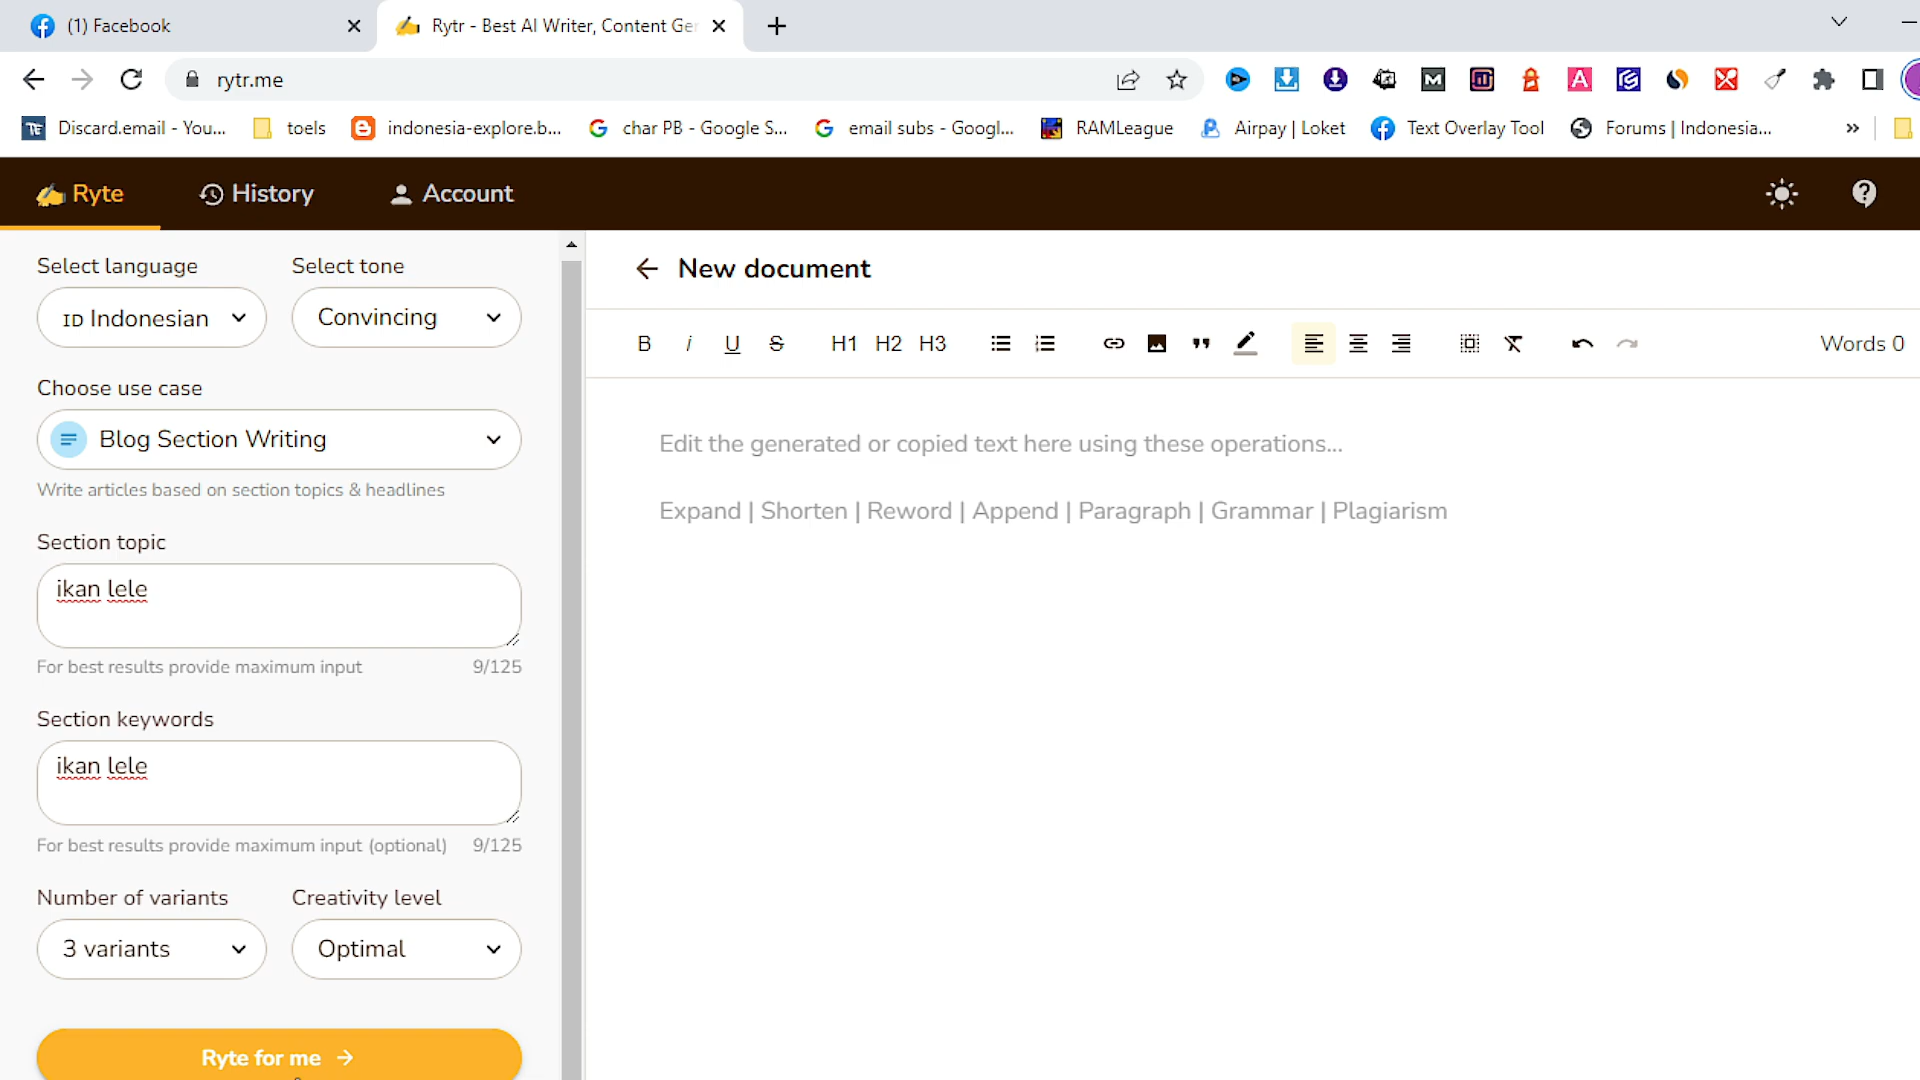 (1) Facebook
Rytr - Best AI Writer, Content Ge
rytr.me
Discard.email - You...
toels
indonesia-explore.b...
char PB - Google S...
email subs - Googl...
RAMLeague
Airpay | Loket
Text Overlay Tool
Forums | Indonesia...
Ryte
History
Account
Select language
Select tone
ID Indonesian
Convincing
Choose use case
Blog Section Writing
Write articles based on section topics & headlines
Section topic
ikan lele
For best results provide maximum input
9/125
Section keywords
ikan lele
For best results provide maximum input (optional)
9/125
Number of variants
Creativity level
3 variants
Optimal
Ryte for me
New document
B i U S H1 H2 H3
Words 0
Edit the generated or copied text here using these operations...
Expand | Shorten | Reword | Append | Paragraph | Grammar | Plagiarism